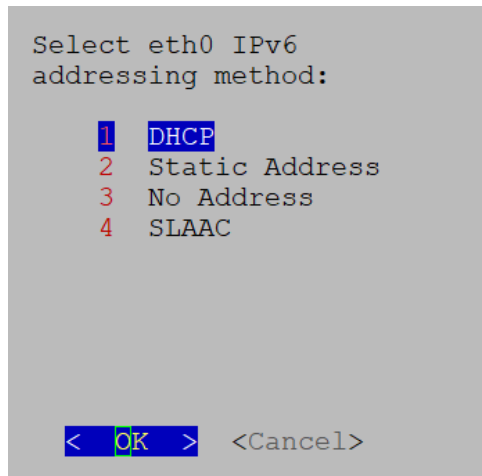 Select eth0 IPv6
addressing method:
1 DHCP
2 Static Address
3 No Address
4 SLAAC
< OK > <Cancel>